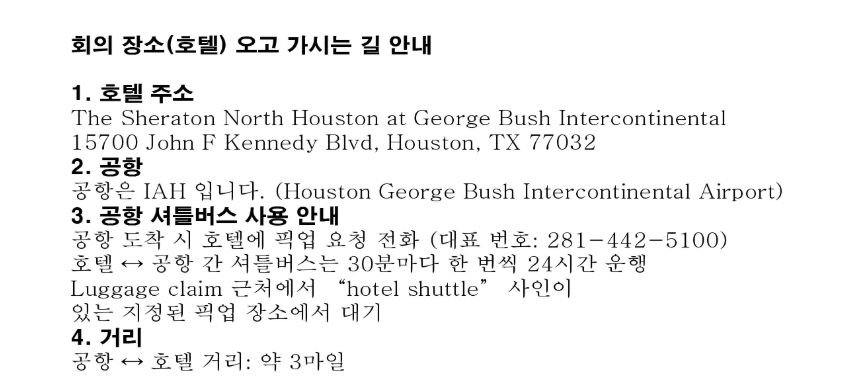 회의 장소(호텔) 오고 가시는 길 안내
1. 호텔 주소
The Sheraton North Houston at George Bush Intercontinental
15700 John F Kennedy Blvd, Houston, TX 77032
2. 공항
공항은 IAH 입니다. (Houston George Bush Intercontinental Airport)
3. 공항 셔틀버스 사용 안내
공항 도착 시 호텔에 픽업 요청 전화 (대표 번호: 281-442-5100)
호텔 ↔ 공항 간 셔틀버스는 30분마다 한 번씩 24시간 운행
Luggage claim 근처에서 “hotel shuttle” 사인이
있는 지정된 픽업 장소에서 대기
4. 거리
공항 ↔ 호텔 거리: 약 3마일